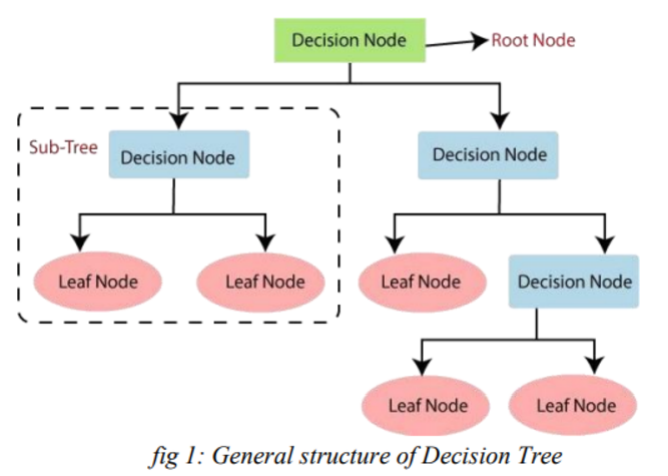 Decision Node
Root Node
Sub-Tree
Decision Node
Decision Node
Leaf Node
Leaf Node
Leaf Node
Decision Node
Leaf Node
Leaf Node
fig 1: General structure of Decision Tree